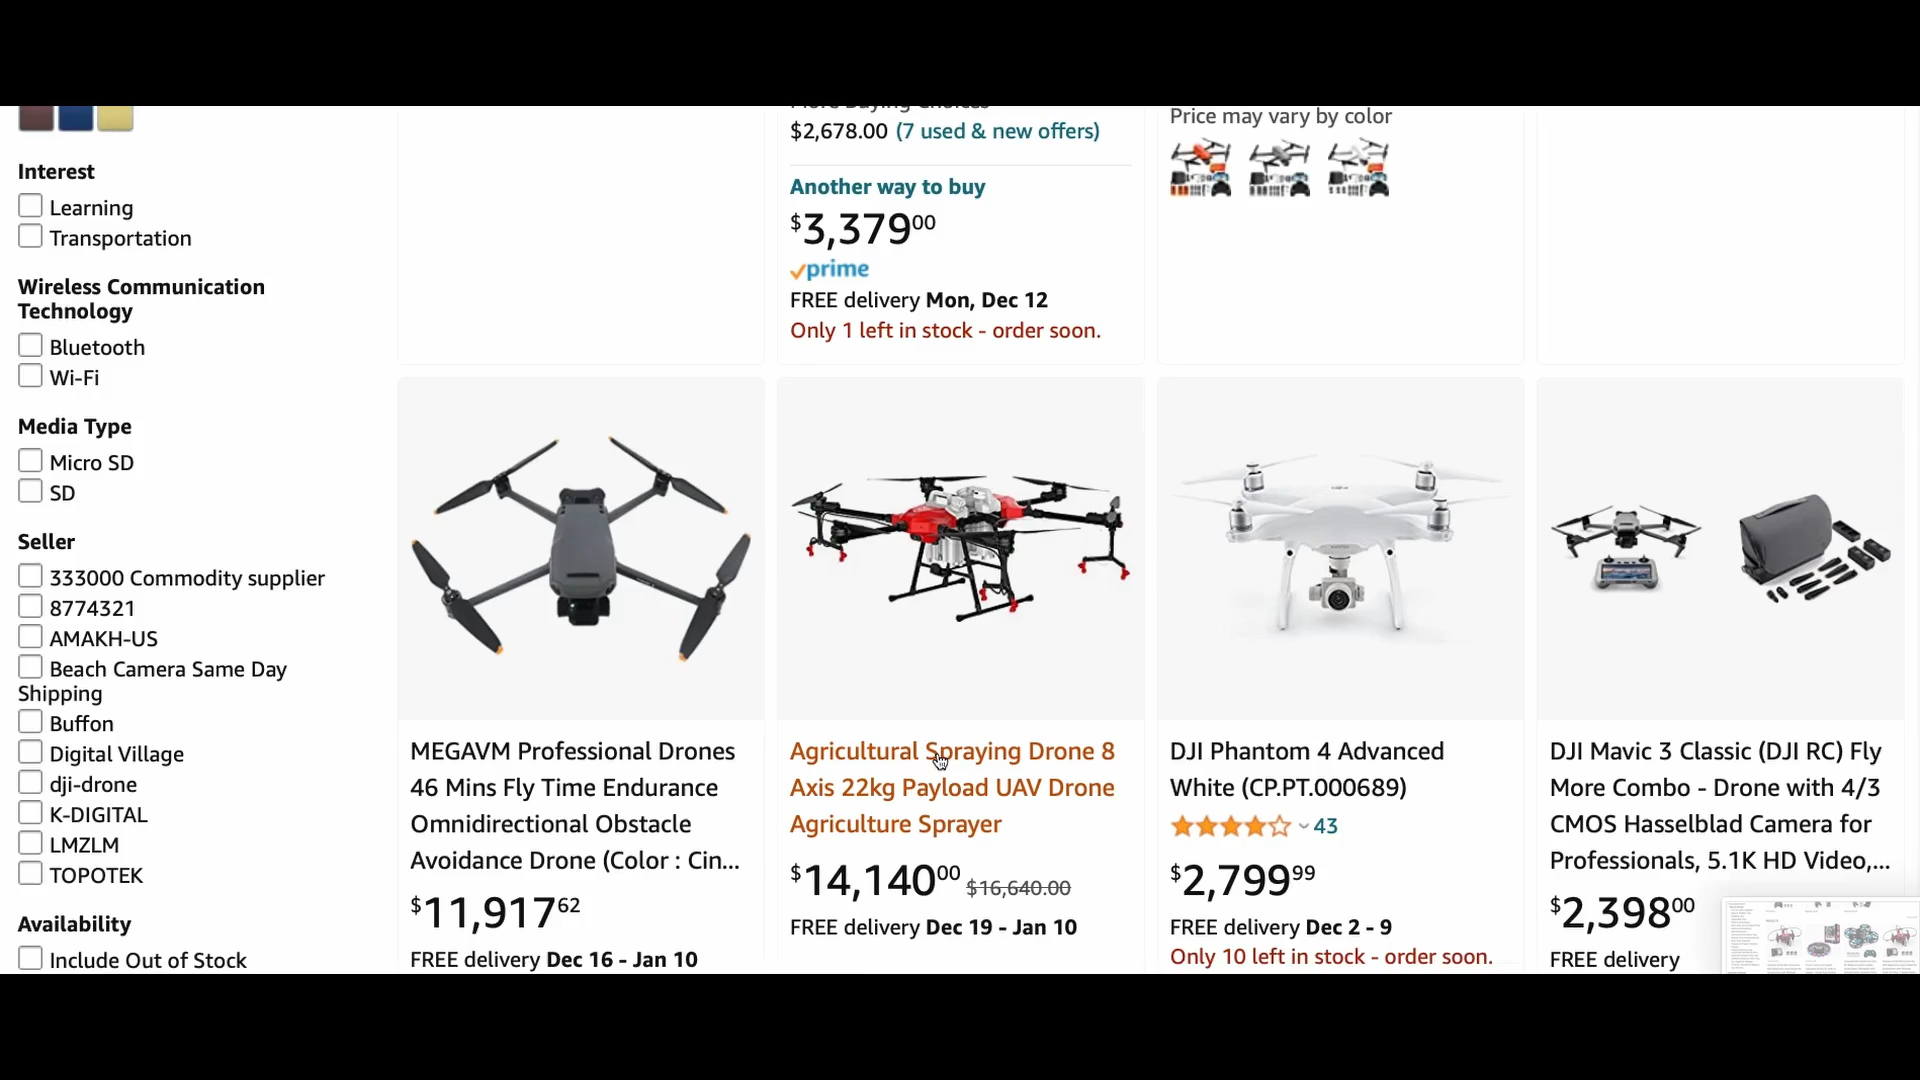 Interest
Learning
Transportation
Wireless Communication
Technology
Bluetooth
Wi-Fi
Media Type
Micro SD
SD
Seller
333000 Commodity supplier
8774321
AMAKH-US
Beach Camera Same Day
Shipping
Buffon
Digital Village
dji-drone
K-DIGITAL
LMZLM
TOPOTEK
Availability
Include Out of Stock
More Buying Choices
$2,678.00 (7 used & new offers)
Another way to buy
$3,379.00
prime
FREE delivery Mon, Dec 12
Only 1 left in stock - order soon.
Price may vary by color
MEGAVM Professional Drones
46 Mins Fly Time Endurance
Omnidirectional Obstacle
Avoidance Drone (Color : Cin...
$11,917.62
FREE delivery Dec 16 - Jan 10
Agricultural Spraying Drone 8
Axis 22kg Payload UAV Drone
Agriculture Sprayer
$14,140.00 $16,640.00
FREE delivery Dec 19 - Jan 10
DJI Phantom 4 Advanced
White (CP.PT.000689)
43
$2,799.99
FREE delivery Dec 2 - 9
Only 10 left in stock - order soon.
DJI Mavic 3 Classic (DJI RC) Fly
More Combo - Drone with 4/3
CMOS Hasselblad Camera for
Professionals, 5.1K HD Video,...
$2,398.00
FREE delivery